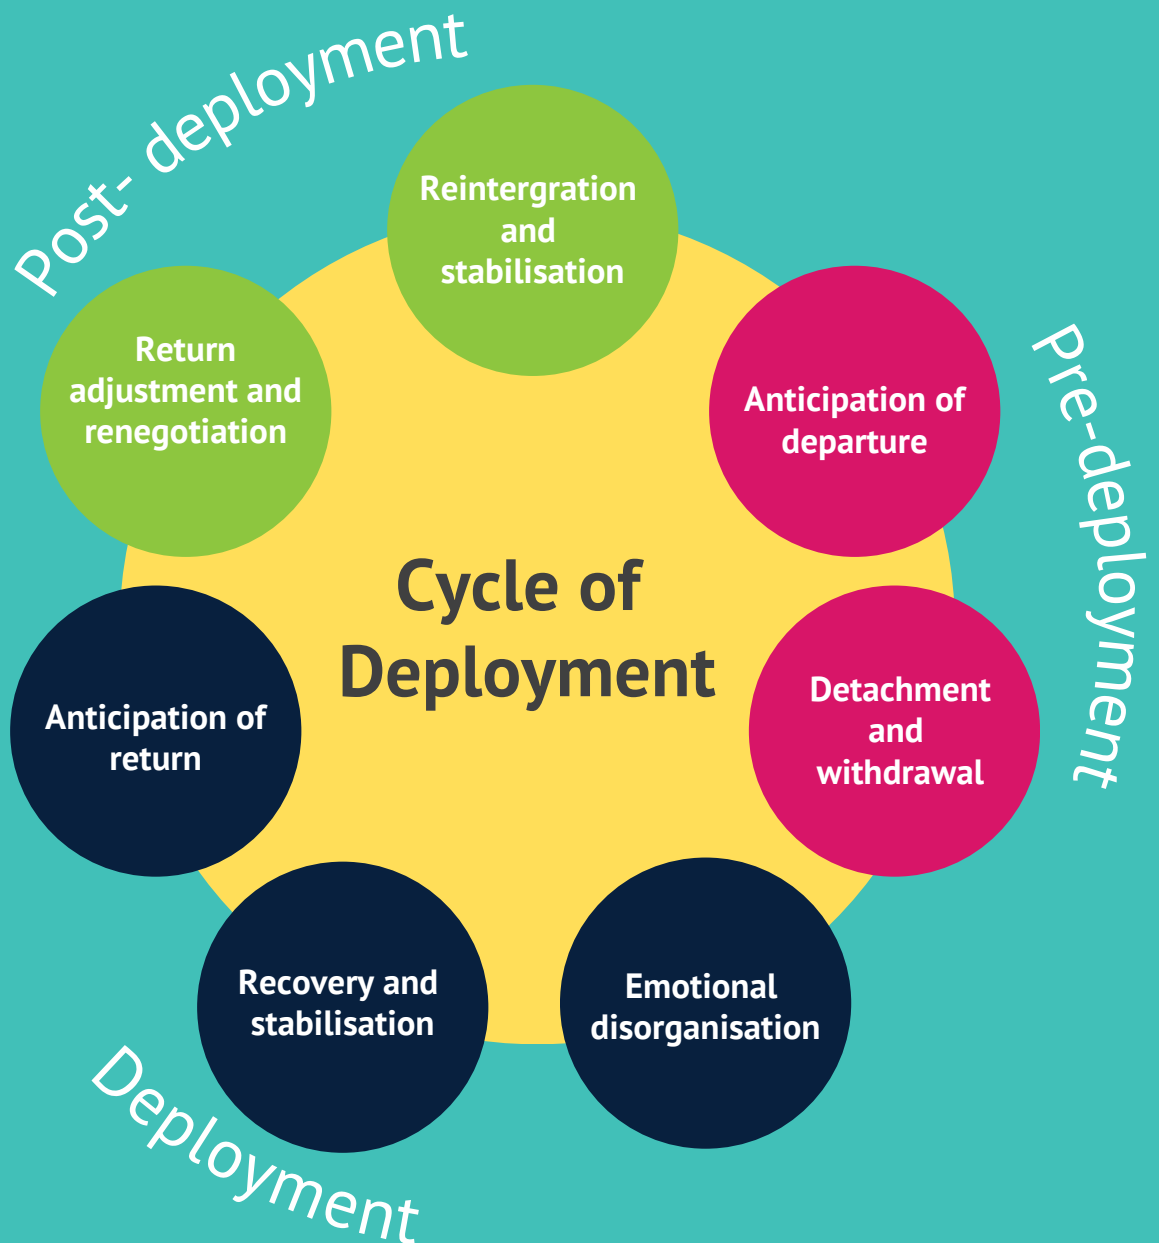 Post- deployment
Reintergration
and
stabilisation
Return
adjustment and
renegotiation
Anticipation of
departure
Pre-deployment
Cycle of
Deployment
Detachment
and
withdrawal
Anticipation of
return
Recovery and
stabilisation
Emotional
disorganisation
Deployment